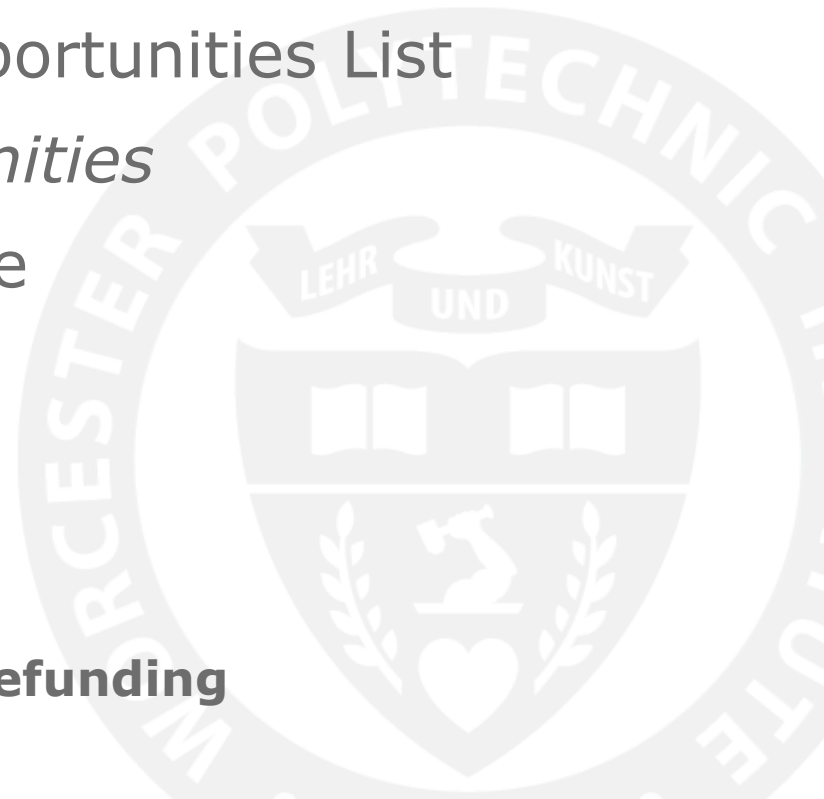 portunities List
nities
e
efunding
WORCESTER POLYTECHNIC
LEHR UND KUNST